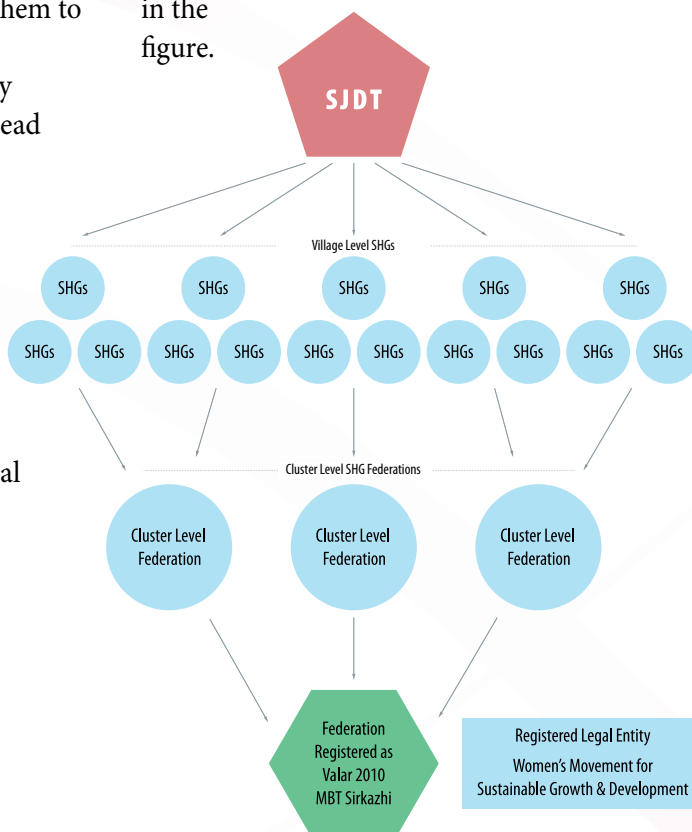 hem to
in the
figure.
y
ead
SJDT
Village Level SHGs
SHGs SHGs SHGs SHGs SHGs
SHGs SHGs SHGs SHGs SHGs SHGs SHGs SHGs SHGs SHGs
al
Cluster Level SHG Federations
Cluster Level
Federation
Cluster Level
Federation
Cluster Level
Federation
Federation
Registered as
Valar 2010
MBT Sirkazhi
Registered Legal Entity
Women's Movement for
Sustainable Growth & Development